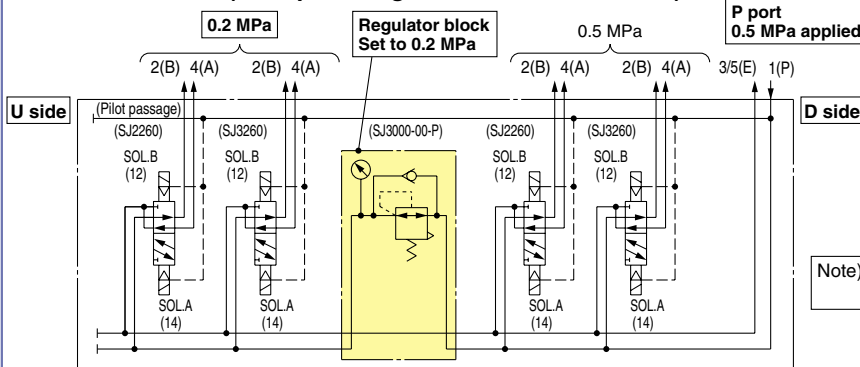 0.2 MPa
Regulator block
Set to 0.2 MPa
0.5 MPa
P port
0.5 MPa applied
2(B) 4(A)
2(B) 4(A)
2(B) 4(A)
2(B) 4(A)
3/5(E)
1(P)
U side
D side
(Pilot passage)
(SJ2260)
(SJ3260)
(SJ3000-00-P)
(SJ2260)
(SJ3260)
SOL.B
(12)
SOL.B
(12)
SOL.B
(12)
SOL.B
(12)
Note)
SOL.A
(14)
SOL.A
(14)
SOL.A
(14)
SOL.A
(14)